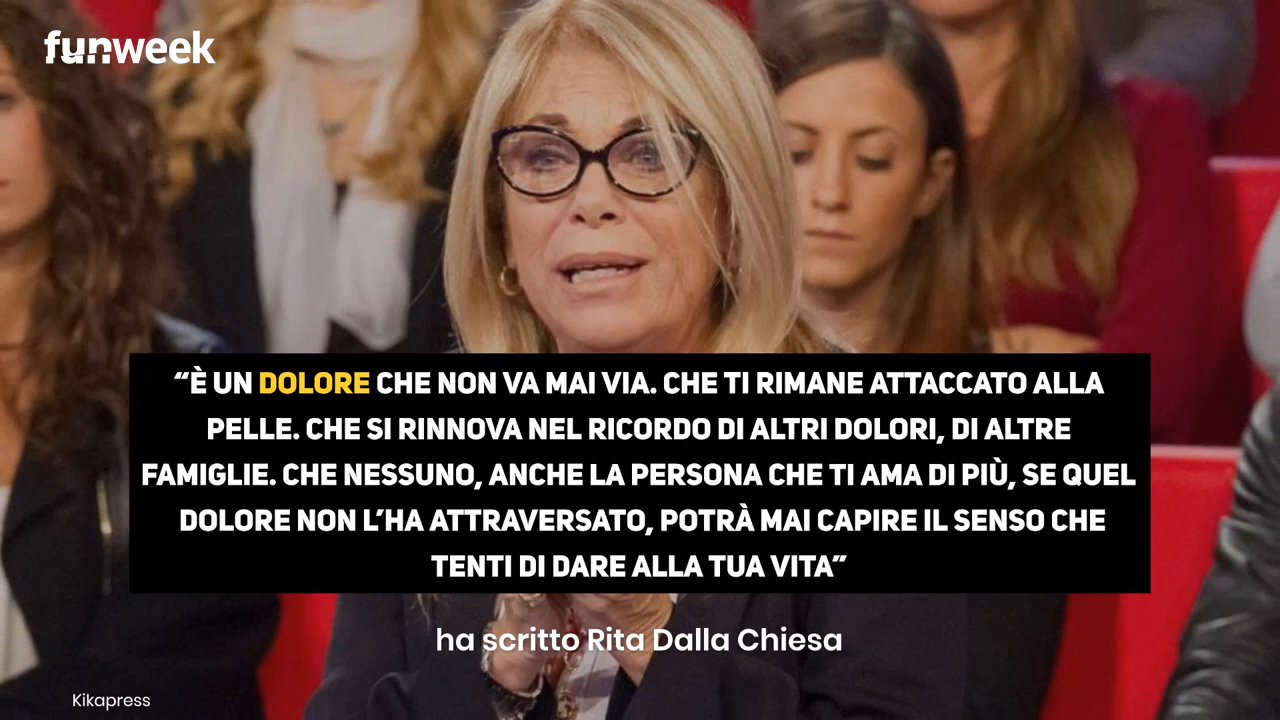 funweek
“È UN DOLORE CHE NON VA MAI VIA. CHE TI RIMANE ATTACCATO ALLA
PELLE. CHE SI RINNOVA NEL RICORDO DI ALTRI DOLORI, DI ALTRE
FAMIGLIE. CHE NESSUNO, ANCHE LA PERSONA CHE TI AMA DI PIÙ, SE QUEL
DOLORE NON L’HA ATTRAVERSATO, POTRÀ MAI CAPIRE IL SENSO CHE
TENTI DI DARE ALLA TUA VITA”
ha scritto Rita Dalla Chiesa
Kikapress